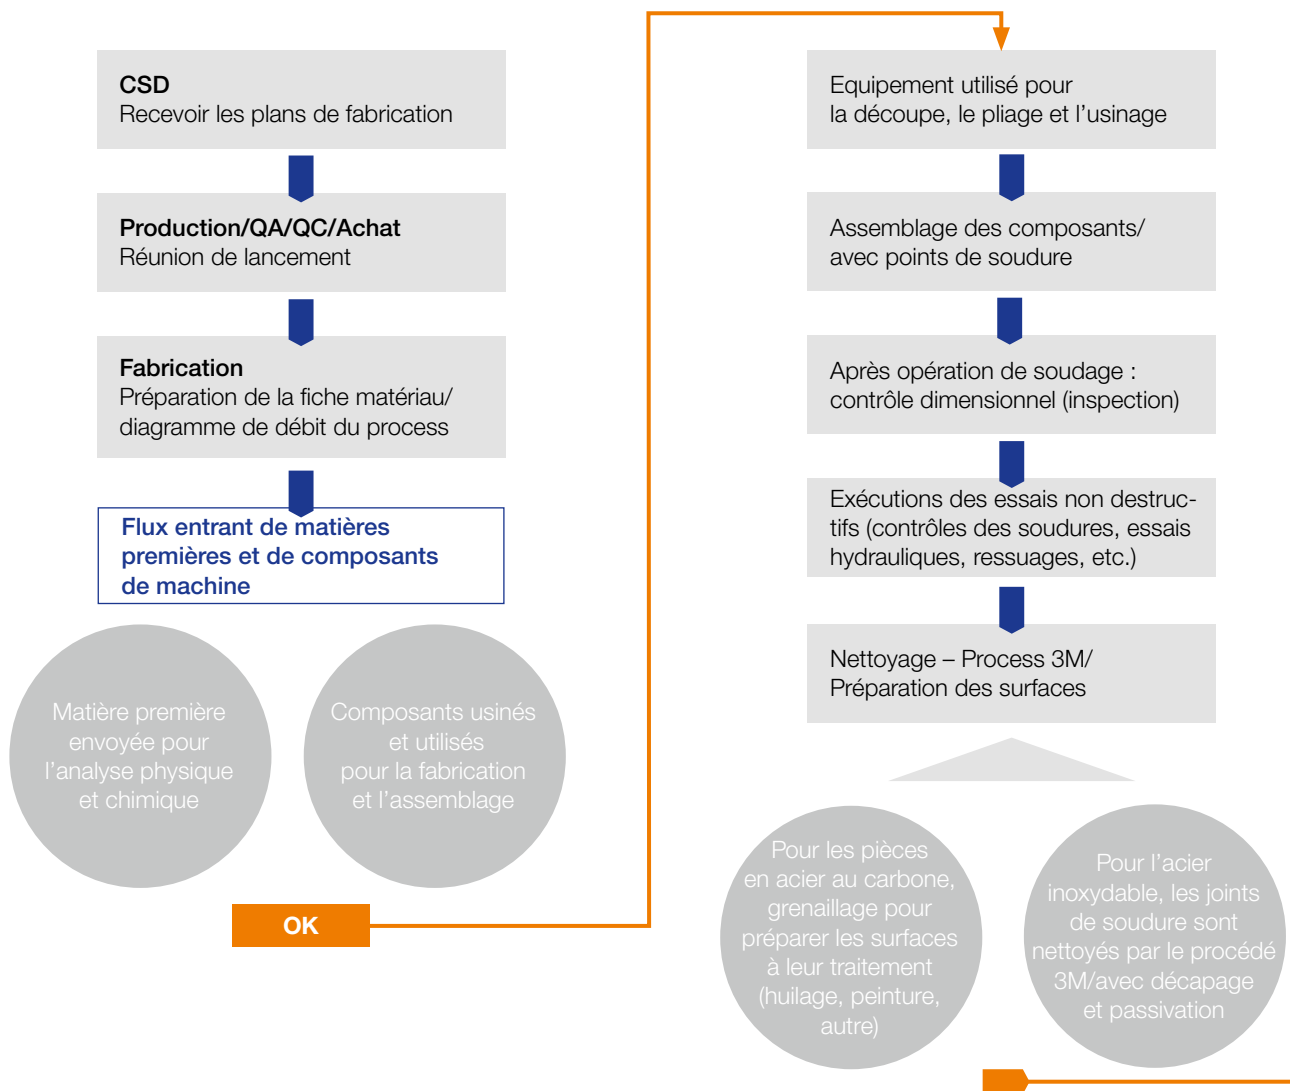 CSD
Recevoir les plans de fabrication
Production/QA/QC/Achat
Réunion de lancement
Fabrication
Préparation de la fiche matériau/
diagramme de débit du process
Flux entrant de matières
premières et de composants
de machine
Matière première
envoyée pour
l’analyse physique
et chimique
Composants usinés
et utilisés
pour la fabrication
et l’assemblage
OK
Equipement utilisé pour
la découpe, le pliage et l’usinage
Assemblage des composants/
avec points de soudure
Après opération de soudage :
contrôle dimensionnel (inspection)
Exécutions des essais non destruc-
tifs (contrôles des soudures, essais
hydrauliques, ressuages, etc.)
Nettoyage – Process 3M/
Préparation des surfaces
Pour les pièces
en acier au carbone,
grenaillage pour
préparer les surfaces
à leur traitement
(huilage, peinture,
autre)
Pour l’acier
inoxydable, les joints
de soudure sont
nettoyés par le procédé
3M/avec décapage
et passivation